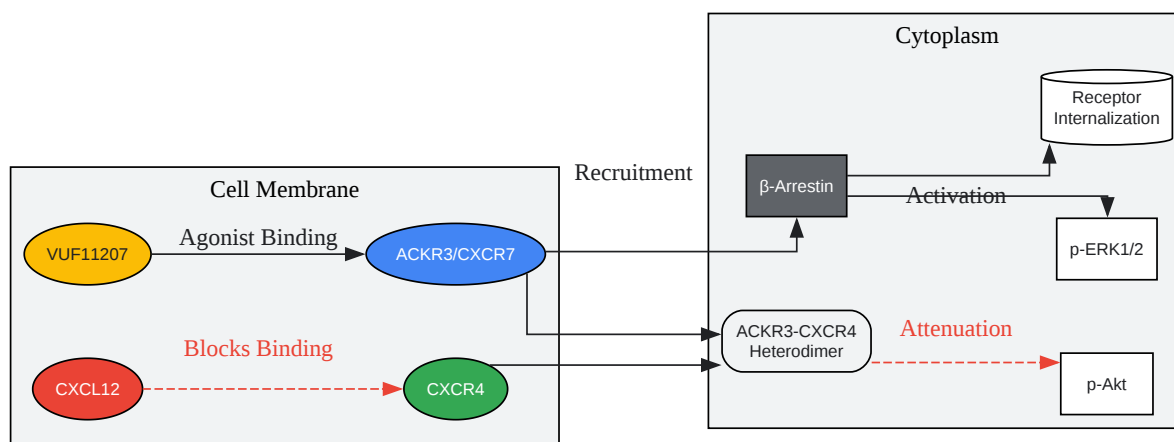 Cytoplasm
Receptor
Internalization
Recruitment
β-Arrestin
Activation
Cell Membrane
Agonist Binding
VUF11207
ACKR3/CXCR7
p-ERK1/2
ACKR3-CXCR4
Heterodimer
Attenuation
Blocks Binding
CXCL12
CXCR4
p-Akt